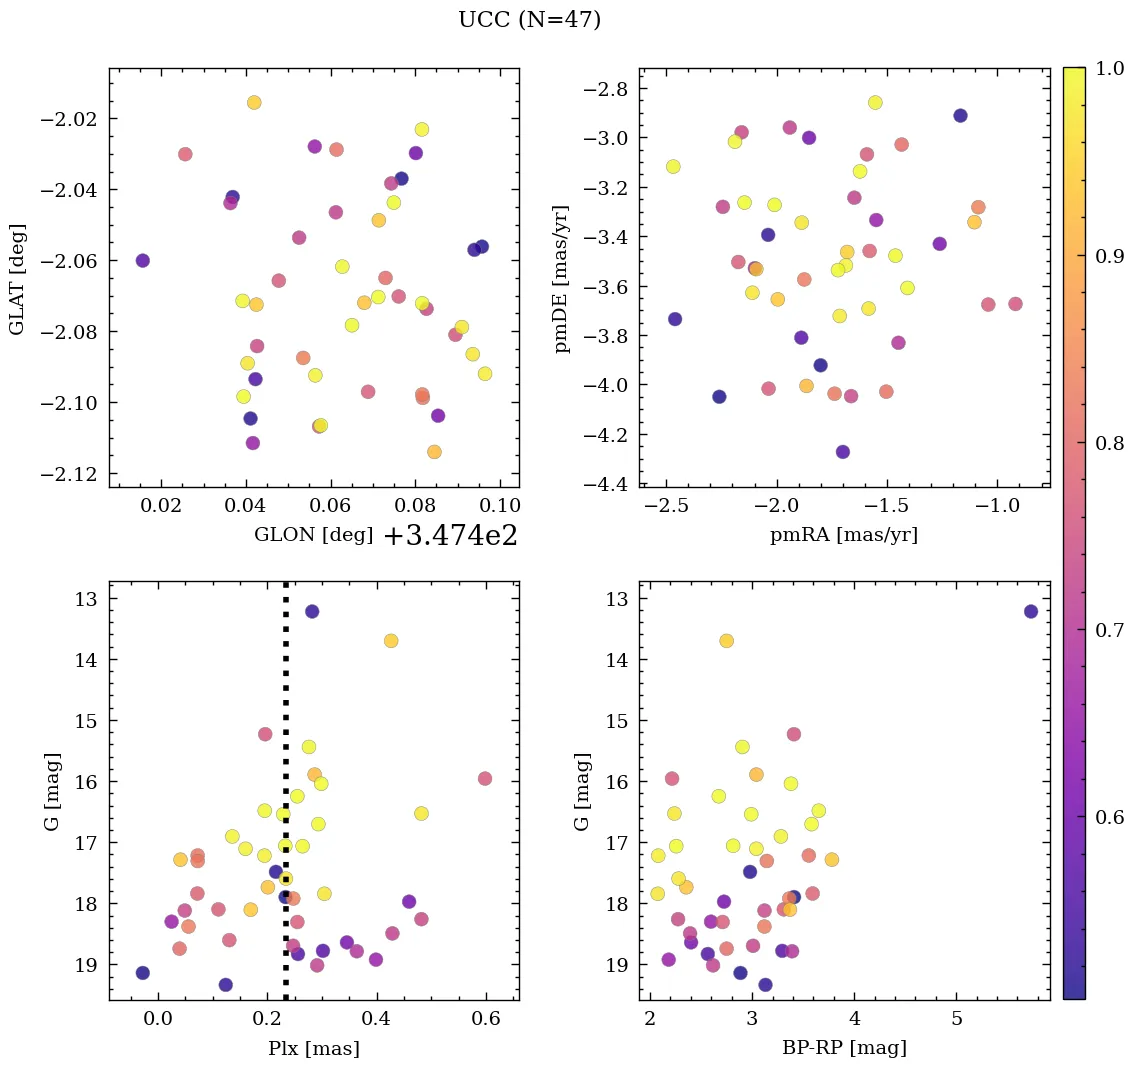 UCC (N=47)
−2.02
−2.04
−2.06
−2.08
−2.10
−2.12
GLAT [deg]
0.02 0.04 0.06 0.08 0.10
GLON [deg] +3.474e2
−2.8
−3.0
−3.2
−3.4
−3.6
−3.8
−4.0
−4.2
−4.4
pmDE [mas/yr]
−2.5 −2.0 −1.5 −1.0
pmRA [mas/yr]
13
14
15
16
17
18
19
G [mag]
0.0 0.2 0.4 0.6
Plx [mas]
13
14
15
16
17
18
19
G [mag]
2 3 4 5
BP-RP [mag]
1.0
0.9
0.8
0.7
0.6